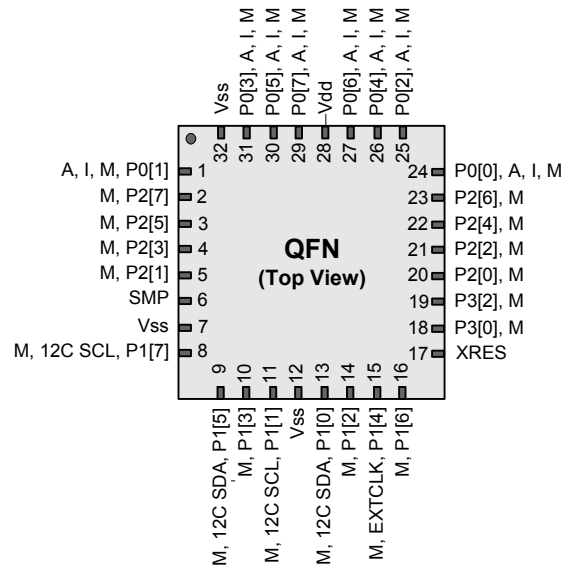 Vss
P0[3], A, I, M
P0[5], A, I, M
P0[7], A, I, M
Vdd
P0[6], A, I, M
P0[4], A, I, M
P0[2], A, I, M
32
31
30
29
28
27
26
25
A, I, M, P0[1]
1
M, P2[7]
2
M, P2[5]
3
M, P2[3]
4
M, P2[1]
5
SMP
6
Vss
7
M, 12C SCL, P1[7]
8
QFN
(Top View)
24
P0[0], A, I, M
23
P2[6], M
22
P2[4], M
21
P2[2], M
20
P2[0], M
19
P3[2], M
18
P3[0], M
17
XRES
9
10
11
12
13
14
15
16
M, 12C SDA, P1[5]
M, P1[3]
M, 12C SCL, P1[1]
Vss
M, 12C SDA, P1[0]
M, P1[2]
M, EXTCLK, P1[4]
M, P1[6]